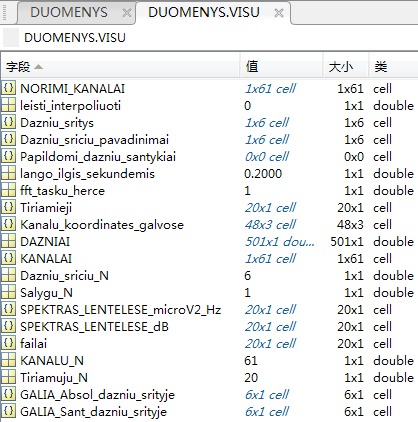 DUOMENYS DUOMENYS.VISU
DUOMENYS.VISU
字段 值 大小 类
NORIMI_KANALAI 1x61 cell 1x61 cell
leisti_interpoliuoti 0 1x1 double
Dazniu_sritys 1x6 cell 1x6 cell
Dazniu_sriciu_pavadinimai 1x6 cell 1x6 cell
Papildomi_dazniu_santykiai 0x0 cell 0x0 cell
lango_ilgis_sekundemis 0.2000 1x1 double
fft_tasku_herce 1 1x1 double
Tiriamieji 20x1 cell 20x1 cell
Kanalu_koordinates_galvose 48x3 cell 48x3 cell
DAZNIAI 501x1 dou... 501x1 double
KANALAI 1x61 cell 1x61 cell
Dazniu_sriciu_N 6 1x1 double
Salygu_N 1 1x1 double
SPEKTRAS_LENTELESE_microV2_Hz 20x1 cell 20x1 cell
SPEKTRAS_LENTELESE_dB 20x1 cell 20x1 cell
failai 20x1 cell 20x1 cell
KANALU_N 61 1x1 double
Tiriamuju_N 20 1x1 double
GALIA_Absol_dazniu_srityje 6x1 cell 6x1 cell
GALIA_Sant_dazniu_srityje 6x1 cell 6x1 cell